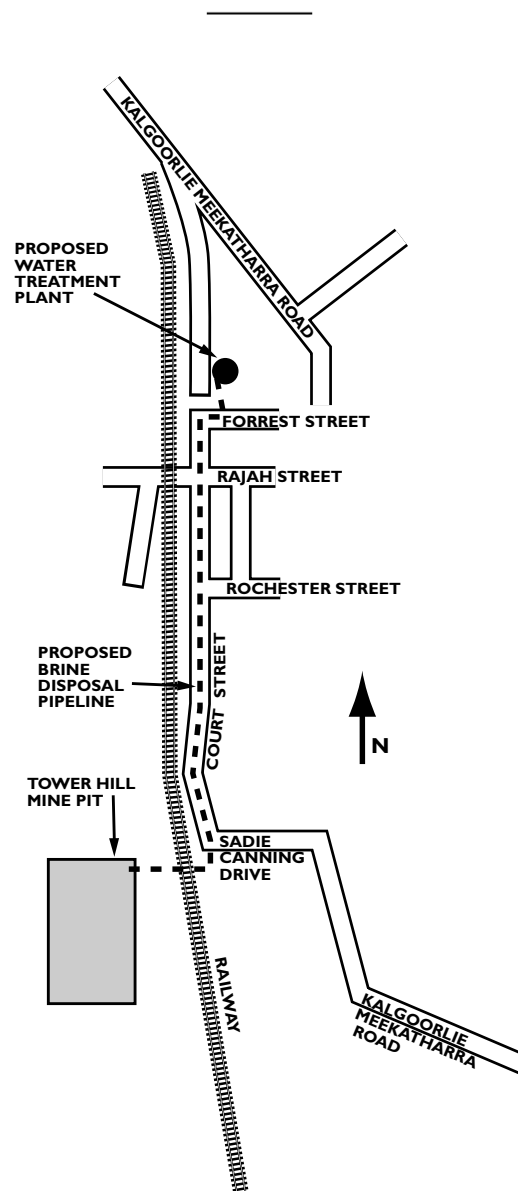 KALGOORLIE MEEKATHARRA ROAD
PROPOSED
WATER
TREATMENT
PLANT
FORREST STREET
RAJAH STREET
ROCHESTER STREET
PROPOSED
BRINE
DISPOSAL
PIPELINE
COURT STREET
N
TOWER HILL
MINE PIT
SADIE
CANNING
DRIVE
RAILWAY
KALGOORLIE
MEEKATHARRA
ROAD